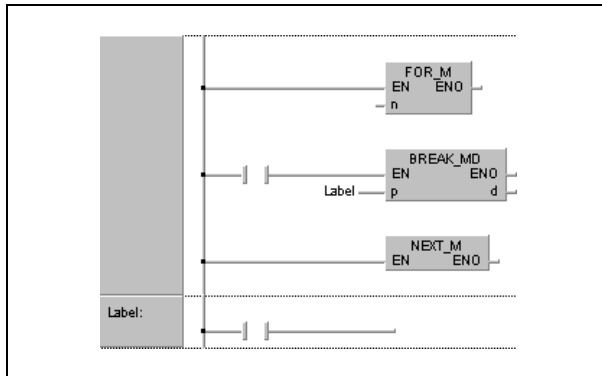 FOR_M
EN ENO
n
BREAK_MD
EN ENO
Label p d
NEXT_M
EN ENO
Label: